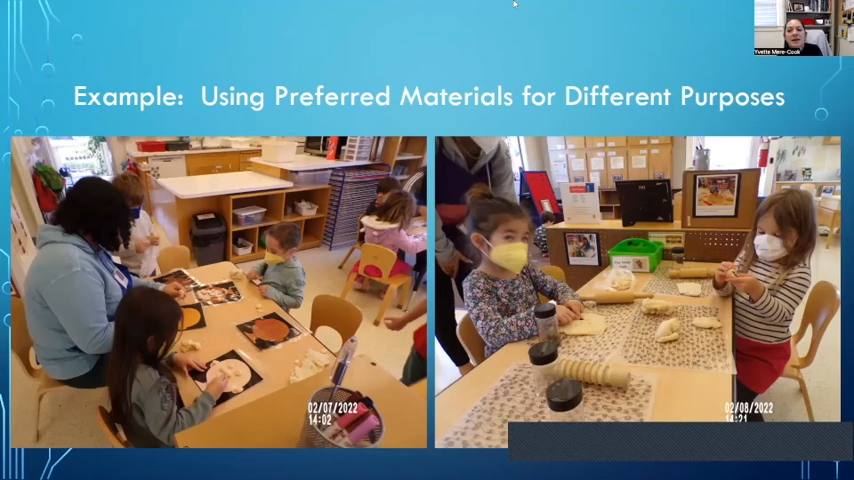 Yvette Mere-Cook
Example: Using Preferred Materials for Different Purposes
02/07/2022
14:02
02/08/2022
14:21